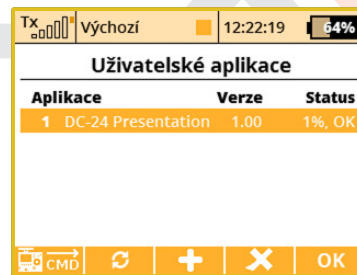 Tx Výchozí 12:22:19 64%
Uživatelské aplikace
Aplikace Verze Status
1 DC-24 Presentation 1.00 1%, OK
CMD OK